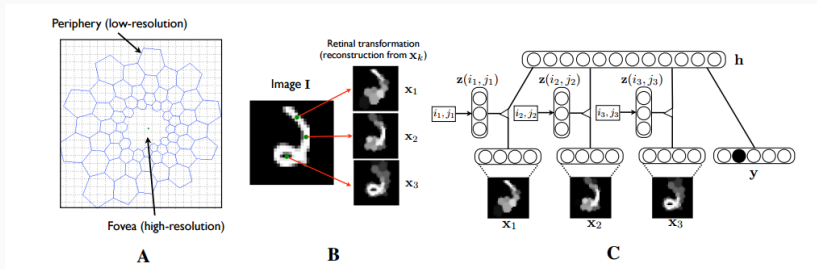 Periphery (low-resolution)
Fovea (high-resolution)
A
Retinal transformation
(reconstruction from x_k)
Image I
x_1
x_2
x_3
B
h
z(i_1, j_1)
z(i_2, j_2)
z(i_3, j_3)
i_1, j_1
i_2, j_2
i_3, j_3
y
x_1
x_2
x_3
C